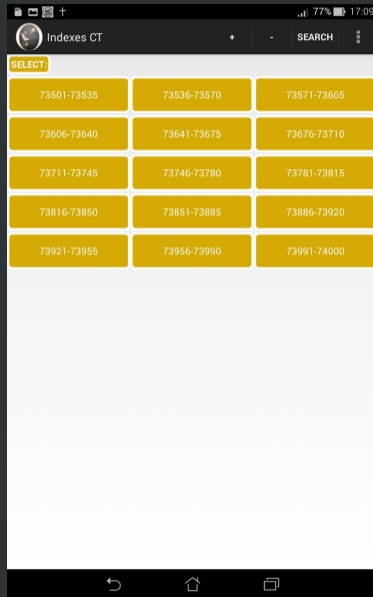 77% 17:09
Indexes CT + - SEARCH
SELECT:
73501-73535 73536-73570 73571-73605
73606-73640 73641-73675 73676-73710
73711-73745 73746-73780 73781-73815
73816-73850 73851-73885 73886-73920
73921-73955 73956-73990 73991-74000